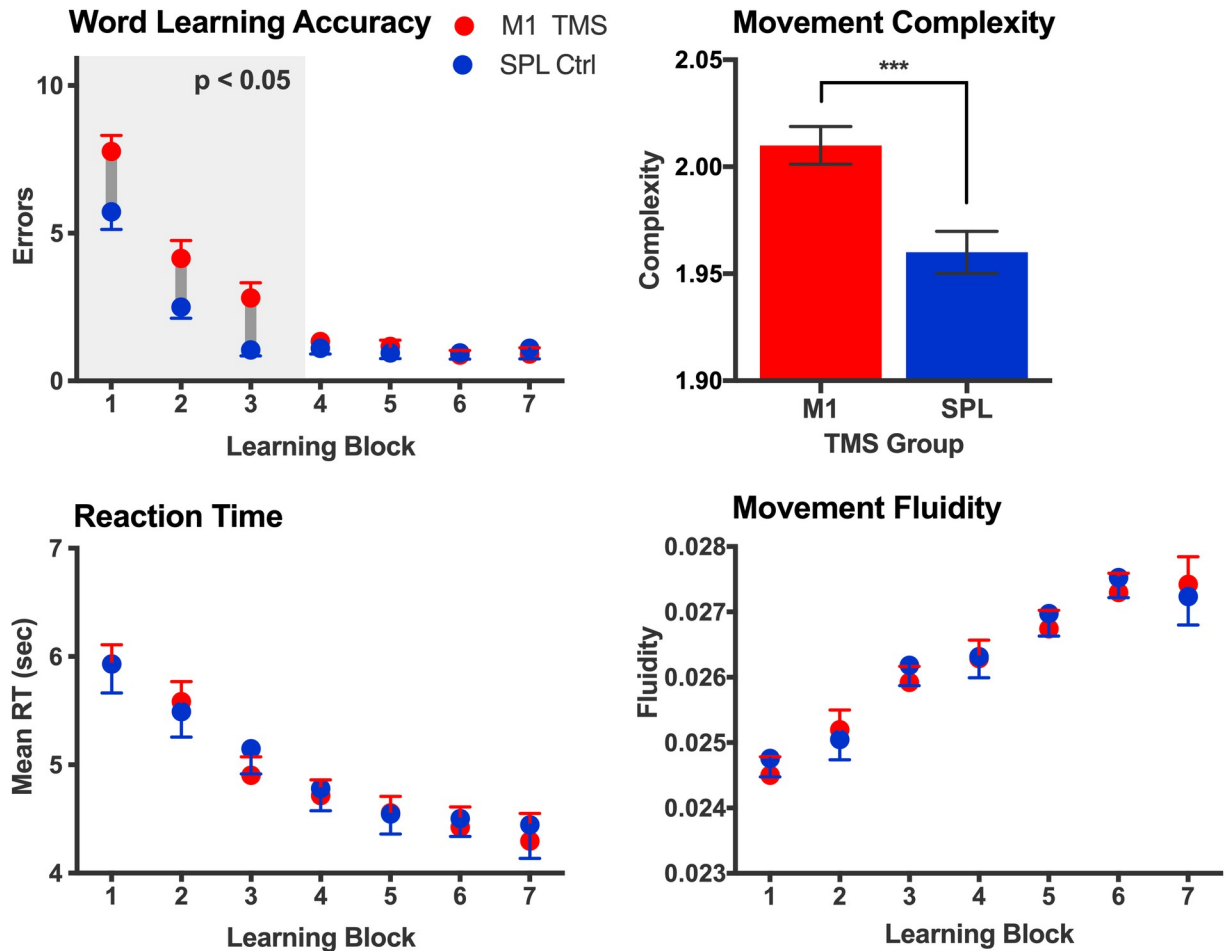 Word Learning Accuracy
M1 TMS
SPL Ctrl
p < 0.05
10
5
0
Errors
1 2 3 4 5 6 7
Learning Block
Movement Complexity
***
2.05
2.00
1.95
1.90
Complexity
M1 SPL
TMS Group
Reaction Time
7
6
5
4
Mean RT (sec)
1 2 3 4 5 6 7
Learning Block
Movement Fluidity
0.028
0.027
0.026
0.025
0.024
0.023
Fluidity
1 2 3 4 5 6 7
Learning Block